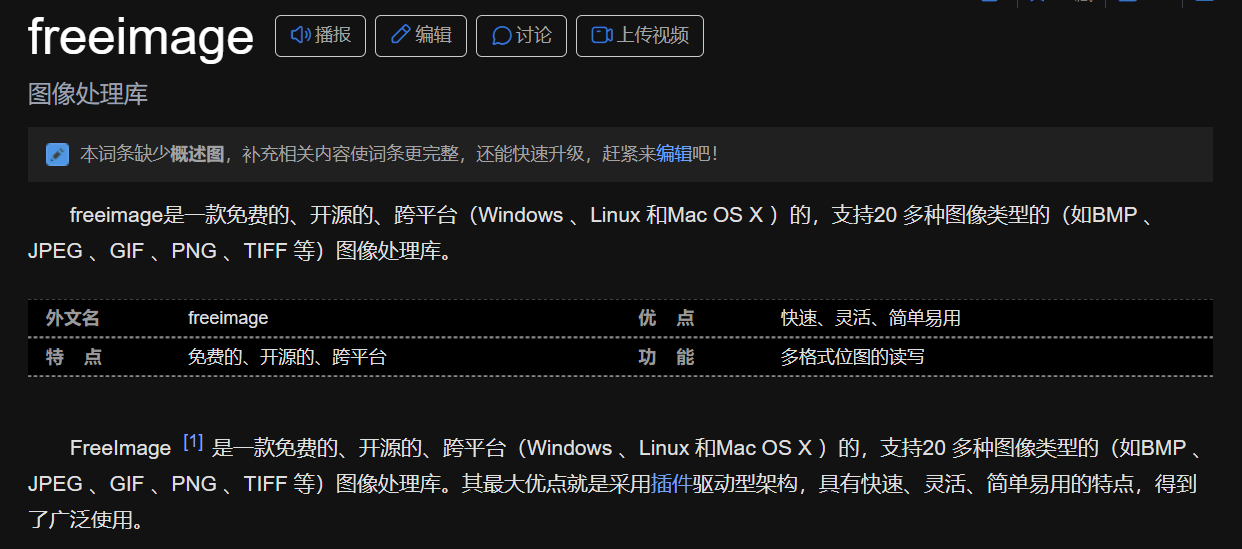 freeimage 播报 编辑 讨论 上传视频
图像处理库
本词条缺少概述图，补充相关内容使词条更完整，还能快速升级，赶紧来编辑吧！
freeimage是一款免费的、开源的、跨平台（Windows 、Linux 和Mac OS X ）的，支持20 多种图像类型的（如BMP 、
JPEG 、GIF 、PNG 、TIFF 等）图像处理库。
外文名 freeimage 优 点 快速、灵活、简单易用
特 点 免费的、开源的、跨平台 功 能 多格式位图的读写
FreeImage [1] 是一款免费的、开源的、跨平台（Windows 、Linux 和Mac OS X ）的，支持20 多种图像类型的（如BMP 、
JPEG 、GIF 、PNG 、TIFF 等）图像处理库。其最大优点就是采用插件驱动型架构，具有快速、灵活、简单易用的特点，得到
了广泛使用。